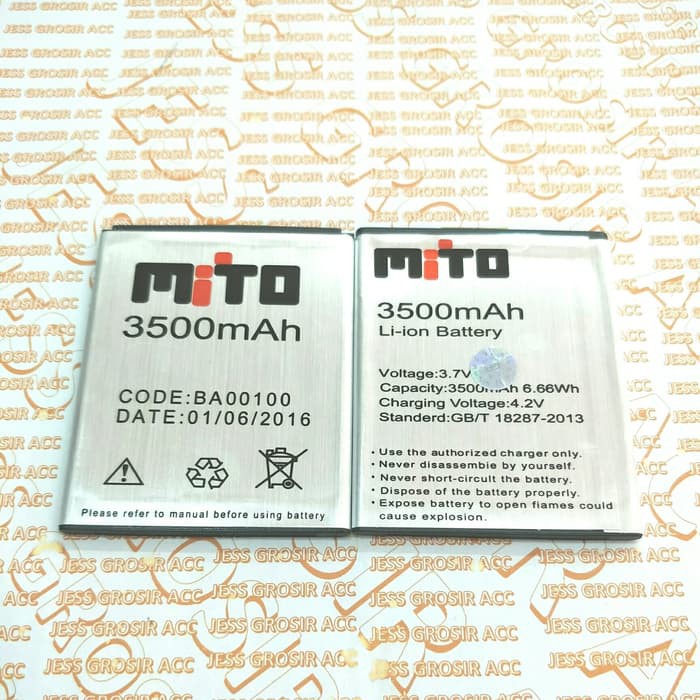 MiTO
3500mAh
CODE:BA00100
DATE:01/06/2016
Please refer to manual before using battery
MiTO
3500mAh
Li-ion Battery
Voltage:3.7V
Capacity:3500mAh 6.66Wh
Charging Voltage:4.2V
Standerd:GB/T 18287-2013
• Use the authorized charger only.
• Never disassembie by yourself.
• Never short-circuit the battery.
• Dispose of the battery properly.
• Expose battery to open flames could
cause explosion.
JESS GROSIR ACC